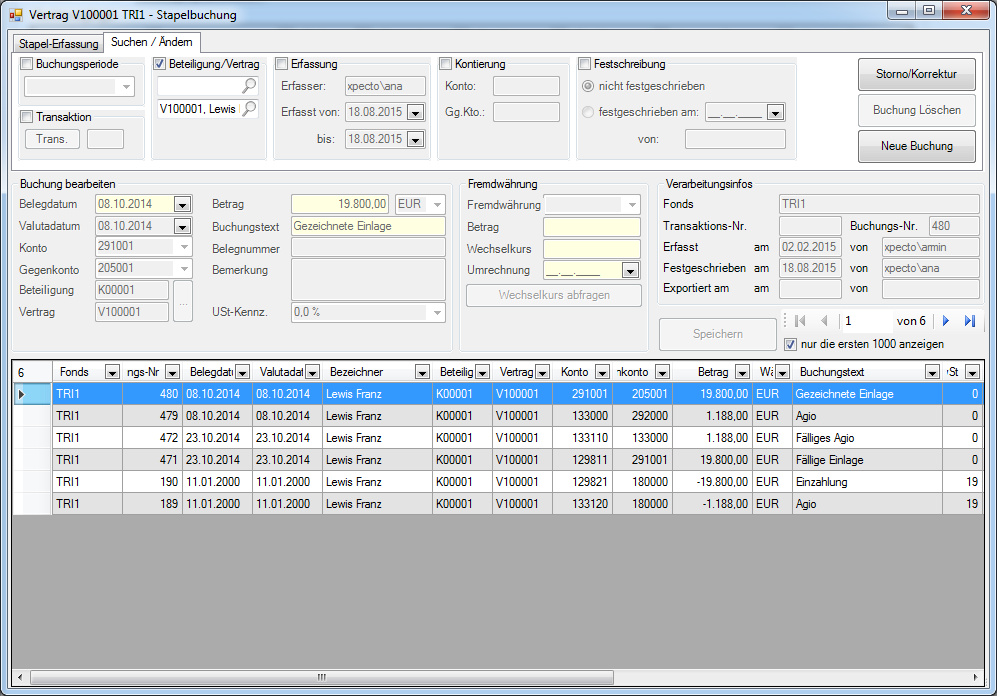 Vertrag V100001 TRI1 - Stapelbuchung
Stapel-Erfassung Suchen / Ändern
Buchungsperiode Beteiligung/Vertrag Erfassung Kontierung Festschreibung
Erfasser: xpecto\ana Konto: nicht festgeschrieben Storno/Korrektur
V100001, Lewis Erfasst von: 18.08.2015 Gg.Kto.: festgeschrieben am: __.__.____ Buchung Löschen
Transaktion
Trans. bis: 18.08.2015 von: Neue Buchung
Buchung bearbeiten Fremdwährung Verarbeitungsinfos
Belegdatum 08.10.2014 Betrag 19.800,00 EUR Fremdwährung Fonds TRI1
Valutadatum 08.10.2014 Buchungstext Gezeichnete Einlage Betrag Transaktions-Nr. Buchungs-Nr. 480
Konto 291001 Belegnummer Wechselkurs Erfasst am 02.02.2015 von xpecto\armin
Gegenkonto 205001 Bemerkung Umrechnung __.__.____ Festgeschrieben am 18.08.2015 von xpecto\ana
Beteiligung K00001 ... Wechselkurs abfragen Exportiert am am von
Vertrag V100001 USt-Kennz. 0,0 %
1 von 6
Speichern
nur die ersten 1000 anzeigen
6 Fonds ngs-Nr Belegdatu Valutadat Bezeichner Beteilig Vertrag Konto nkonto Betrag Wä Buchungstext St
TRI1 480 08.10.2014 08.10.2014 Lewis Franz K00001 V100001 291001 205001 19.800,00 EUR Gezeichnete Einlage 0
TRI1 479 08.10.2014 08.10.2014 Lewis Franz K00001 V100001 133000 292000 1.188,00 EUR Agio 0
TRI1 472 23.10.2014 23.10.2014 Lewis Franz K00001 V100001 133110 133000 1.188,00 EUR Fälliges Agio 0
TRI1 471 23.10.2014 23.10.2014 Lewis Franz K00001 V100001 129811 291001 19.800,00 EUR Fällige Einlage 0
TRI1 190 11.01.2000 11.01.2000 Lewis Franz K00001 V100001 129821 180000 -19.800,00 EUR Einzahlung 19
TRI1 189 11.01.2000 11.01.2000 Lewis Franz K00001 V100001 133120 180000 -1.188,00 EUR Agio 19